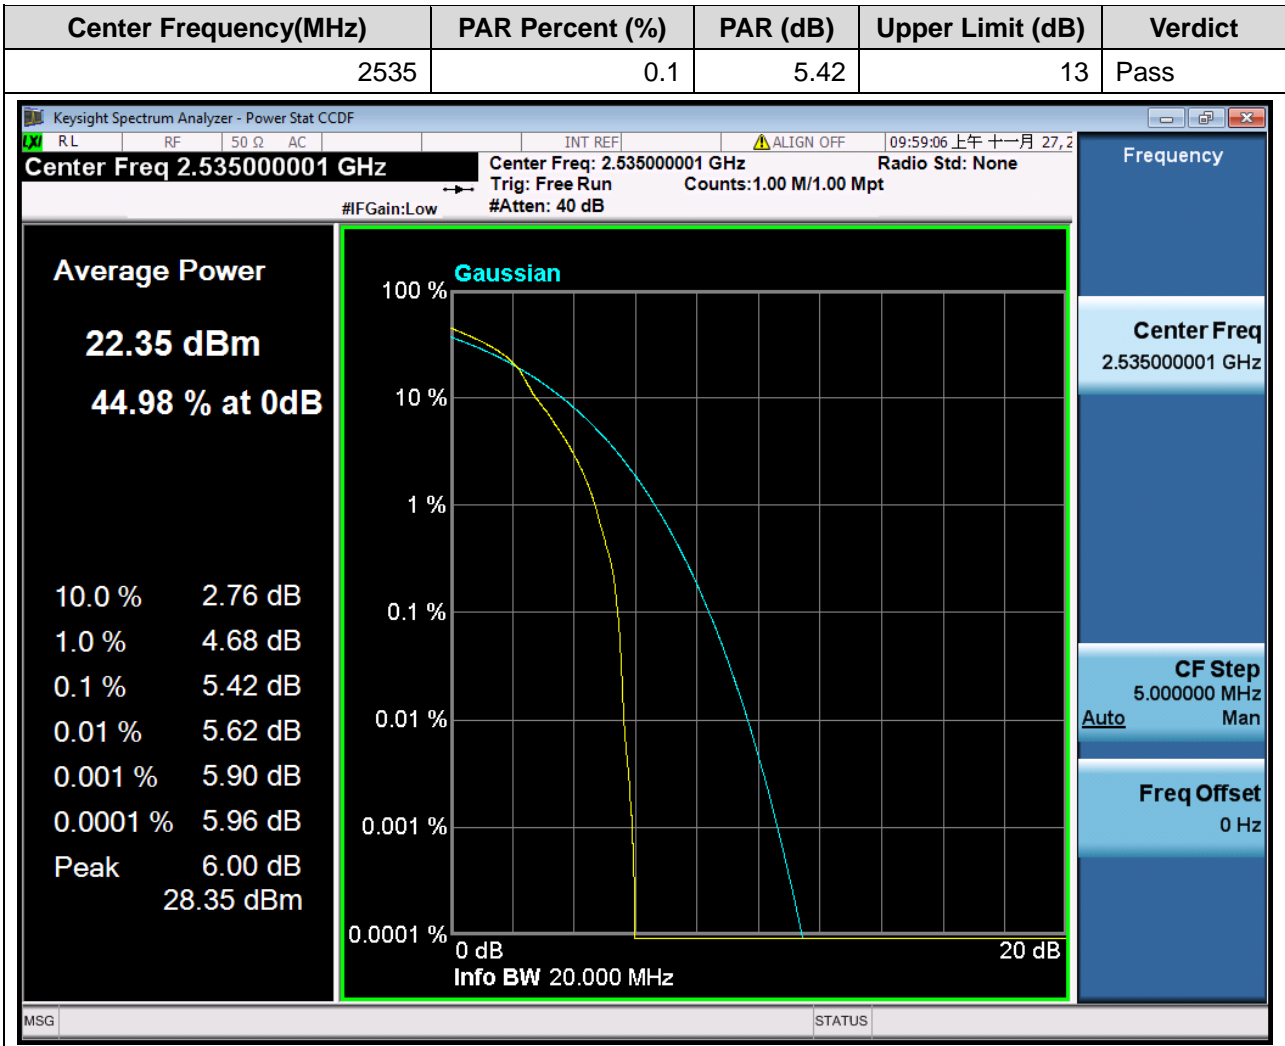 Center Frequency(MHz) PAR Percent (%) PAR (dB) Upper Limit (dB) Verdict
2535 0.1 5.42 13 Pass
Keysight Spectrum Analyzer - Power Stat CCDF
LXI RL RF 50 Ω AC INT REF ALIGN OFF 09:59:06 上午 十一月 27, 2
Center Freq 2.535000001 GHz
#IFGain:Low
Center Freq: 2.535000001 GHz Radio Std: None
Trig: Free Run Counts:1.00 M/1.00 Mpt
#Atten: 40 dB
Average Power
22.35 dBm
44.98 % at 0dB
10.0 % 2.76 dB
1.0 % 4.68 dB
0.1 % 5.42 dB
0.01 % 5.62 dB
0.001 % 5.90 dB
0.0001 % 5.96 dB
Peak 6.00 dB
28.35 dBm
Gaussian
100 %
10 %
1 %
0.1 %
0.01 %
0.001 %
0.0001 %
0 dB 20 dB
Info BW 20.000 MHz
Frequency
Center Freq
2.535000001 GHz
CF Step
5.000000 MHz
Auto Man
Freq Offset
0 Hz
MSG STATUS